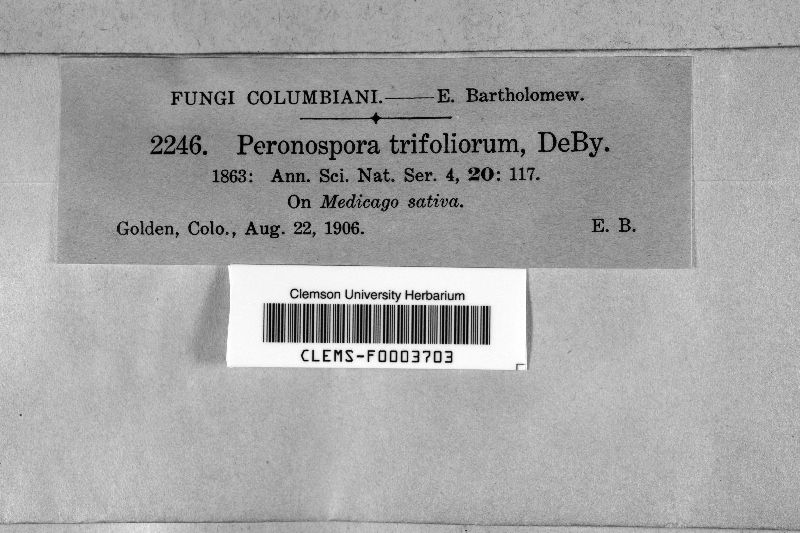 FUNGI COLUMBIANI.——E. Bartholomew.
2246. Peronospora trifoliorum, DeBy.
1863: Ann. Sci. Nat. Ser. 4, 20: 117.
On Medicago sativa.
Golden, Colo., Aug. 22, 1906. E. B.
Clemson University Herbarium
CLEMS-F0003703